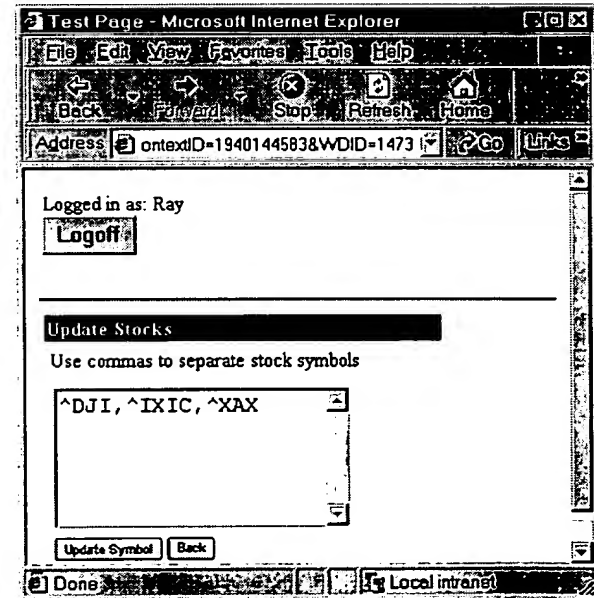 Test Page - Microsoft Internet Explorer
File Edit View Favorites Tools Help
Back Forward Stop Refresh Home
Address ontextID=1940144583&WDID=1473 Go Links
Logged in as: Ray
Logoff
Update Stocks
Use commas to separate stock symbols
^DJI,^IXIC,^XAX
Update Symbol Back
Done Local intranet